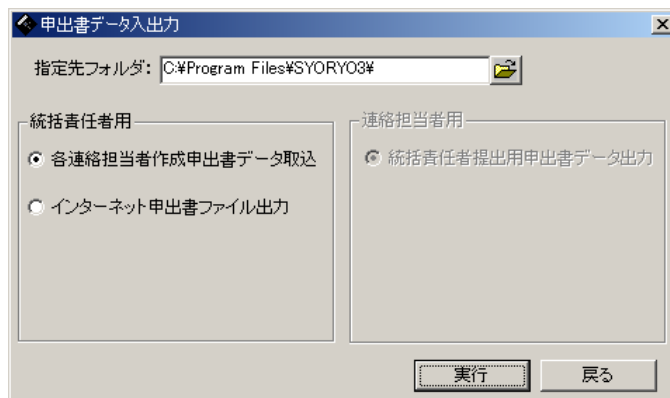 申出書データ入出力
指定先フォルダ: C:¥Program Files¥SYORYO3¥
統括責任者用
各連絡担当者作成申出書データ取込
インターネット申出書ファイル出力
連絡担当者用
統括責任者提出用申出書データ出力
実行
戻る